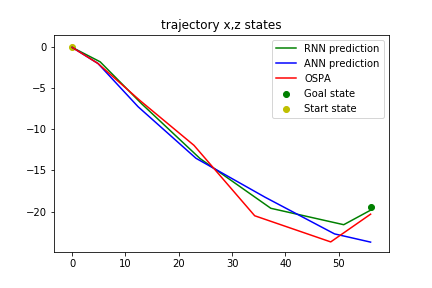 trajectory x,z states
RNN prediction
ANN prediction
OSPA
Goal state
Start state
0
−5
−10
−15
−20
0 10 20 30 40 50